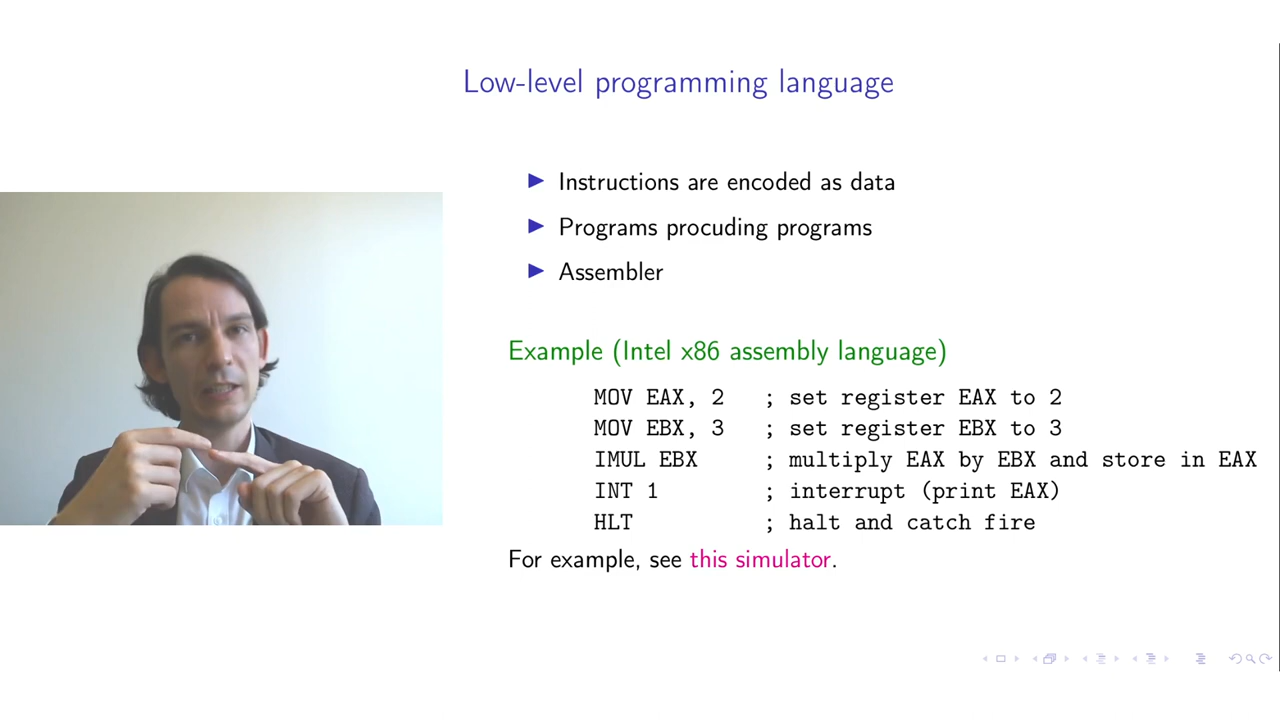 Low-level programming language
Instructions are encoded as data
Programs procuding programs
Assembler
Example (Intel x86 assembly language)
MOV EAX, 2 ; set register EAX to 2
MOV EBX, 3 ; set register EBX to 3
IMUL EBX ; multiply EAX by EBX and store in EAX
INT 1 ; interrupt (print EAX)
HLT ; halt and catch fire
For example, see this simulator.